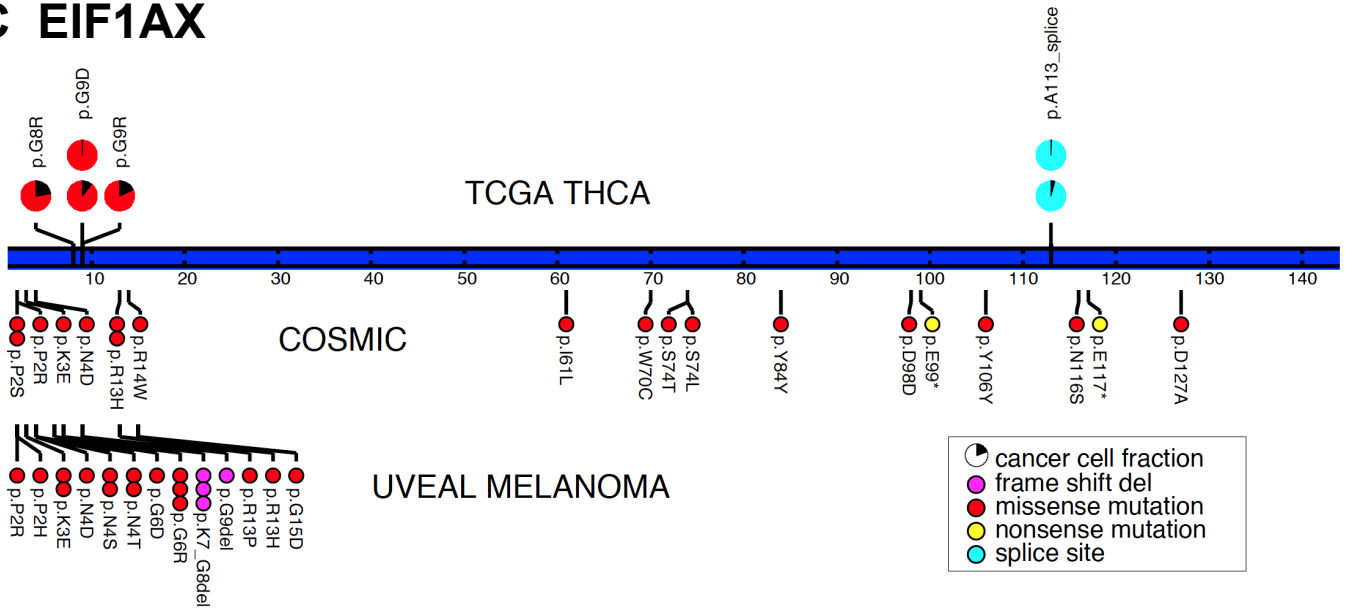 C EIF1AX
p.G8R
p.G9D
p.G9R
p.A113_splice
TCGA THCA
10 20 30 40 50 60 70 80 90 100 110 120 130 140
COSMIC
p.P2S
p.P2R
p.K3E
p.N4D
p.R13H
p.R14W
p.I61L
p.W70C
p.S74T
p.S74L
p.Y84Y
p.D98D
p.E99*
p.Y106Y
p.N116S
p.E117*
p.D127A
UVEAL MELANOMA
p.P2R
p.P2H
p.K3E
p.N4D
p.N4S
p.N4T
p.G6D
p.G6R
p.K7_G8del
p.G9del
p.R13P
p.R13H
p.G15D
cancer cell fraction
frame shift del
missense mutation
nonsense mutation
splice site